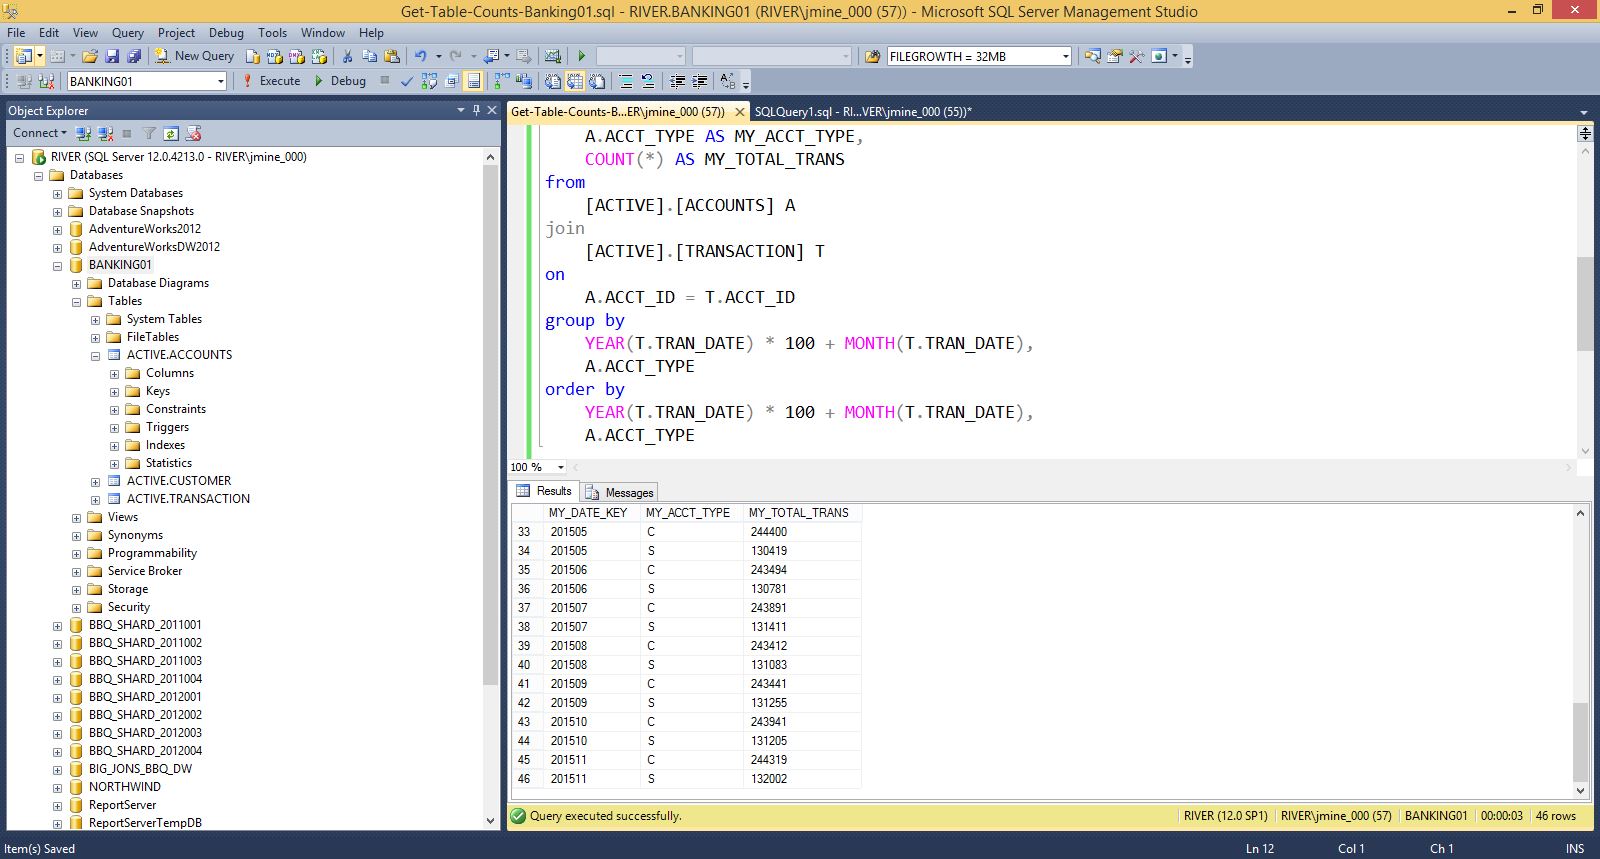 Get-Table-Counts-Banking01.sql - RIVER.BANKING01 (RIVER\jmine_000 (57)) - Microsoft SQL Server Management Studio
File Edit View Query Project Debug Tools Window Help
New Query FILEGROWTH = 32MB
BANKING01 Execute Debug
Object Explorer
Connect
RIVER (SQL Server 12.0.4213.0 - RIVER\jmine_000)
Databases
System Databases
Database Snapshots
AdventureWorks2012
AdventureWorksDW2012
BANKING01
Database Diagrams
Tables
System Tables
FileTables
ACTIVE.ACCOUNTS
Columns
Keys
Constraints
Triggers
Indexes
Statistics
ACTIVE.CUSTOMER
ACTIVE.TRANSACTION
Views
Synonyms
Programmability
Service Broker
Storage
Security
BBQ_SHARD_2011001
BBQ_SHARD_2011002
BBQ_SHARD_2011003
BBQ_SHARD_2011004
BBQ_SHARD_2012001
BBQ_SHARD_2012002
BBQ_SHARD_2012003
BBQ_SHARD_2012004
BIG_JONS_BBQ_DW
NORTHWIND
ReportServer
ReportServerTempDB
Get-Table-Counts-B...ER\jmine_000 (57)) SQLQuery1.sql - RI...VER\jmine_000 (55))*
A.ACCT_TYPE AS MY_ACCT_TYPE,
COUNT(*) AS MY_TOTAL_TRANS
from
[ACTIVE].[ACCOUNTS] A
join
[ACTIVE].[TRANSACTION] T
on
A.ACCT_ID = T.ACCT_ID
group by
YEAR(T.TRAN_DATE) * 100 + MONTH(T.TRAN_DATE),
A.ACCT_TYPE
order by
YEAR(T.TRAN_DATE) * 100 + MONTH(T.TRAN_DATE),
A.ACCT_TYPE
100 %
Results Messages
MY_DATE_KEY MY_ACCT_TYPE MY_TOTAL_TRANS
33 201505 C 244400
34 201505 S 130419
35 201506 C 243494
36 201506 S 130781
37 201507 C 243891
38 201507 S 131411
39 201508 C 243412
40 201508 S 131083
41 201509 C 243441
42 201509 S 131255
43 201510 C 243941
44 201510 S 131205
45 201511 C 244319
46 201511 S 132002
Query executed successfully. RIVER (12.0 SP1) RIVER\jmine_000 (57) BANKING01 00:00:03 46 rows
Item(s) Saved Ln 12 Col 1 Ch 1 INS